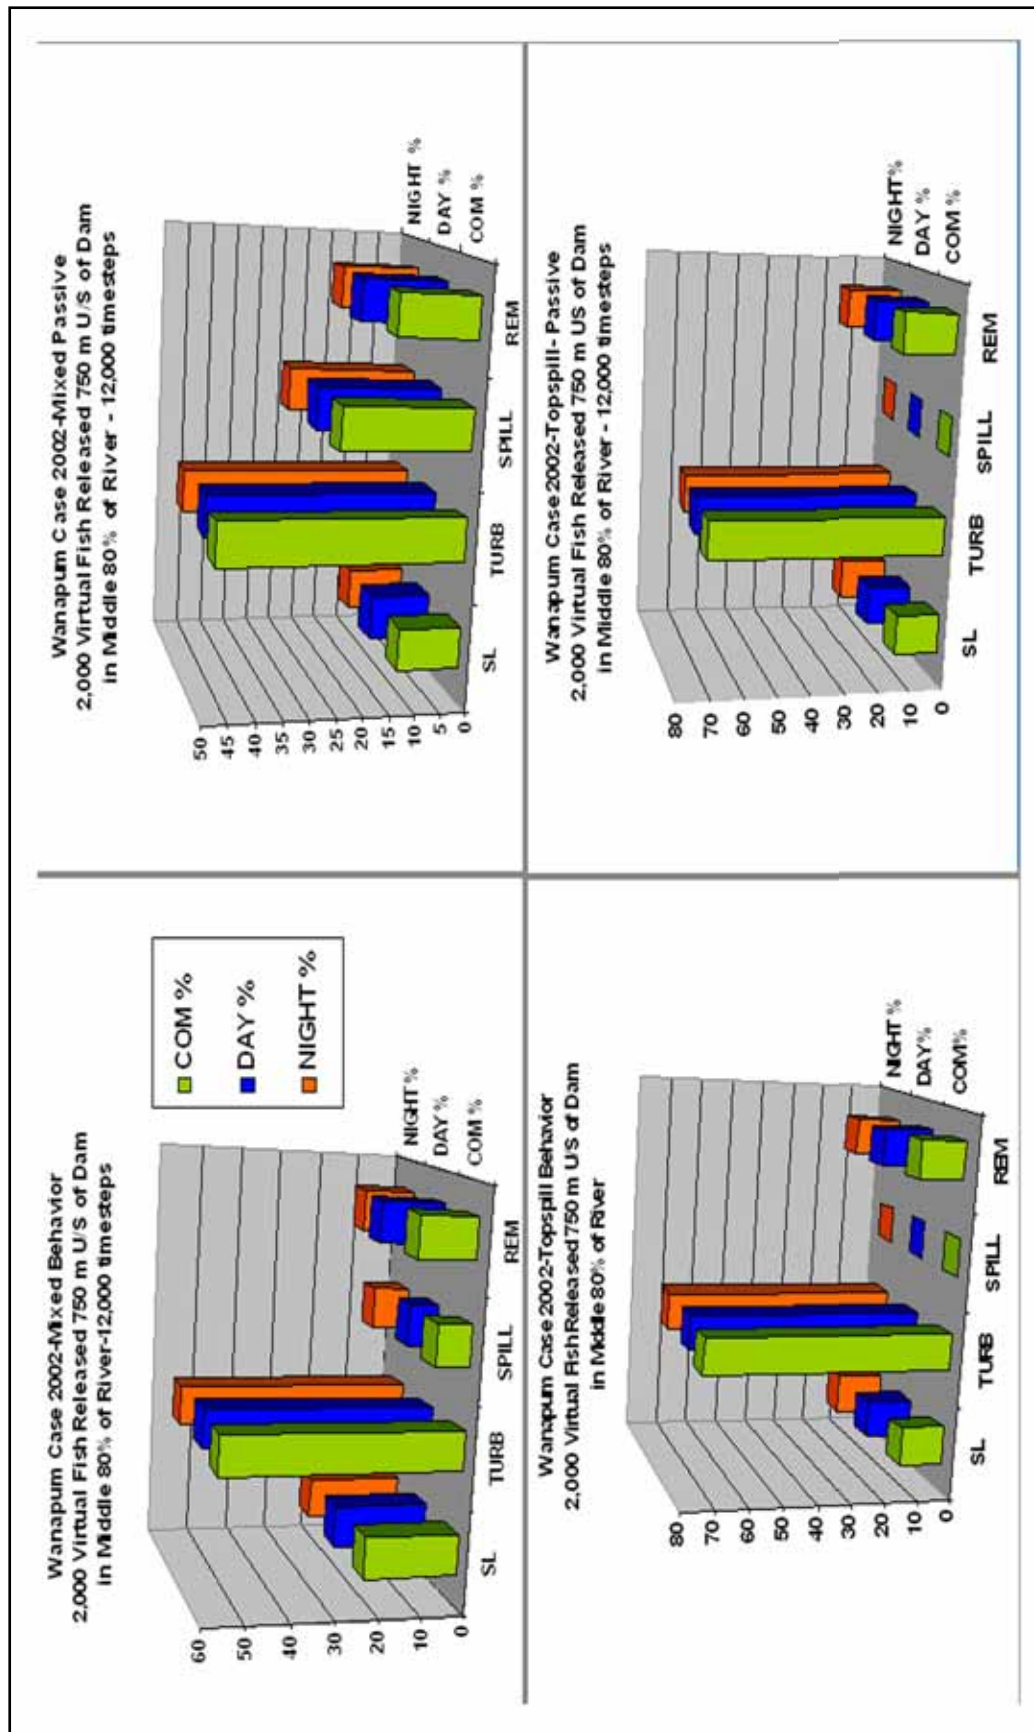 Wanapum Case 2002-Mixed Behavior
2,000 Virtual Fish Released 750 m U/S of Dam
in Middle 80% of River-12,000 timesteps
60
50
40
30
20
10
0
SL
TURB
SPILL
REM
NIGHT %
DAY %
COM %
COM %
DAY %
NIGHT %
Wanapum Case 2002-Mixed Passive
2,000 Virtual Fish Released 750 m U/S of Dam
in Middle 80% of River - 12,000 timesteps
50
45
40
35
30
25
20
15
10
5
0
SL
TURB
SPILL
REM
NIGHT %
DAY %
COM %
Wanapum Case 2002-Topspill Behavior
2,000 Virtual Fish Released 750 m U/S of Dam
in Middle 80% of River
80
70
60
50
40
30
20
10
0
SL
TURB
SPILL
REM
NIGHT %
DAY%
COM%
Wanapum Case 2002-Topspill - Passive
2,000 Virtual Fish Released 750 m US of Dam
in Middle 80% of River - 12,000 timesteps
80
70
60
50
40
30
20
10
0
SL
TURB
SPILL
REM
NIGHT%
DAY %
COM %